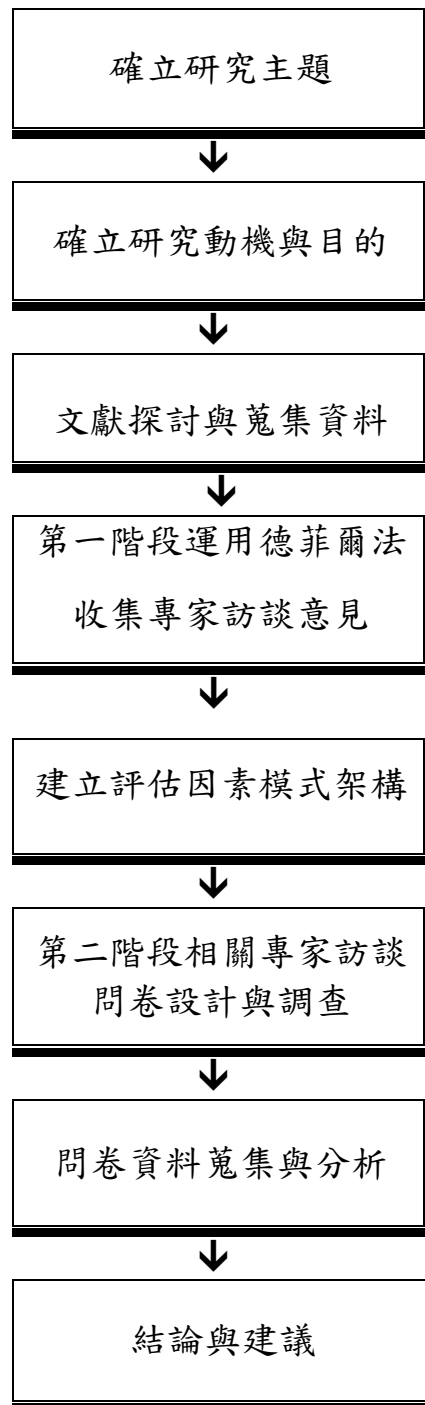 確立研究主題
確立研究動機與目的
文獻探討與蒐集資料
第一階段運用德菲爾法
收集專家訪談意見
建立評估因素模式架構
第二階段相關專家訪談
問卷設計與調查
問卷資料蒐集與分析
結論與建議